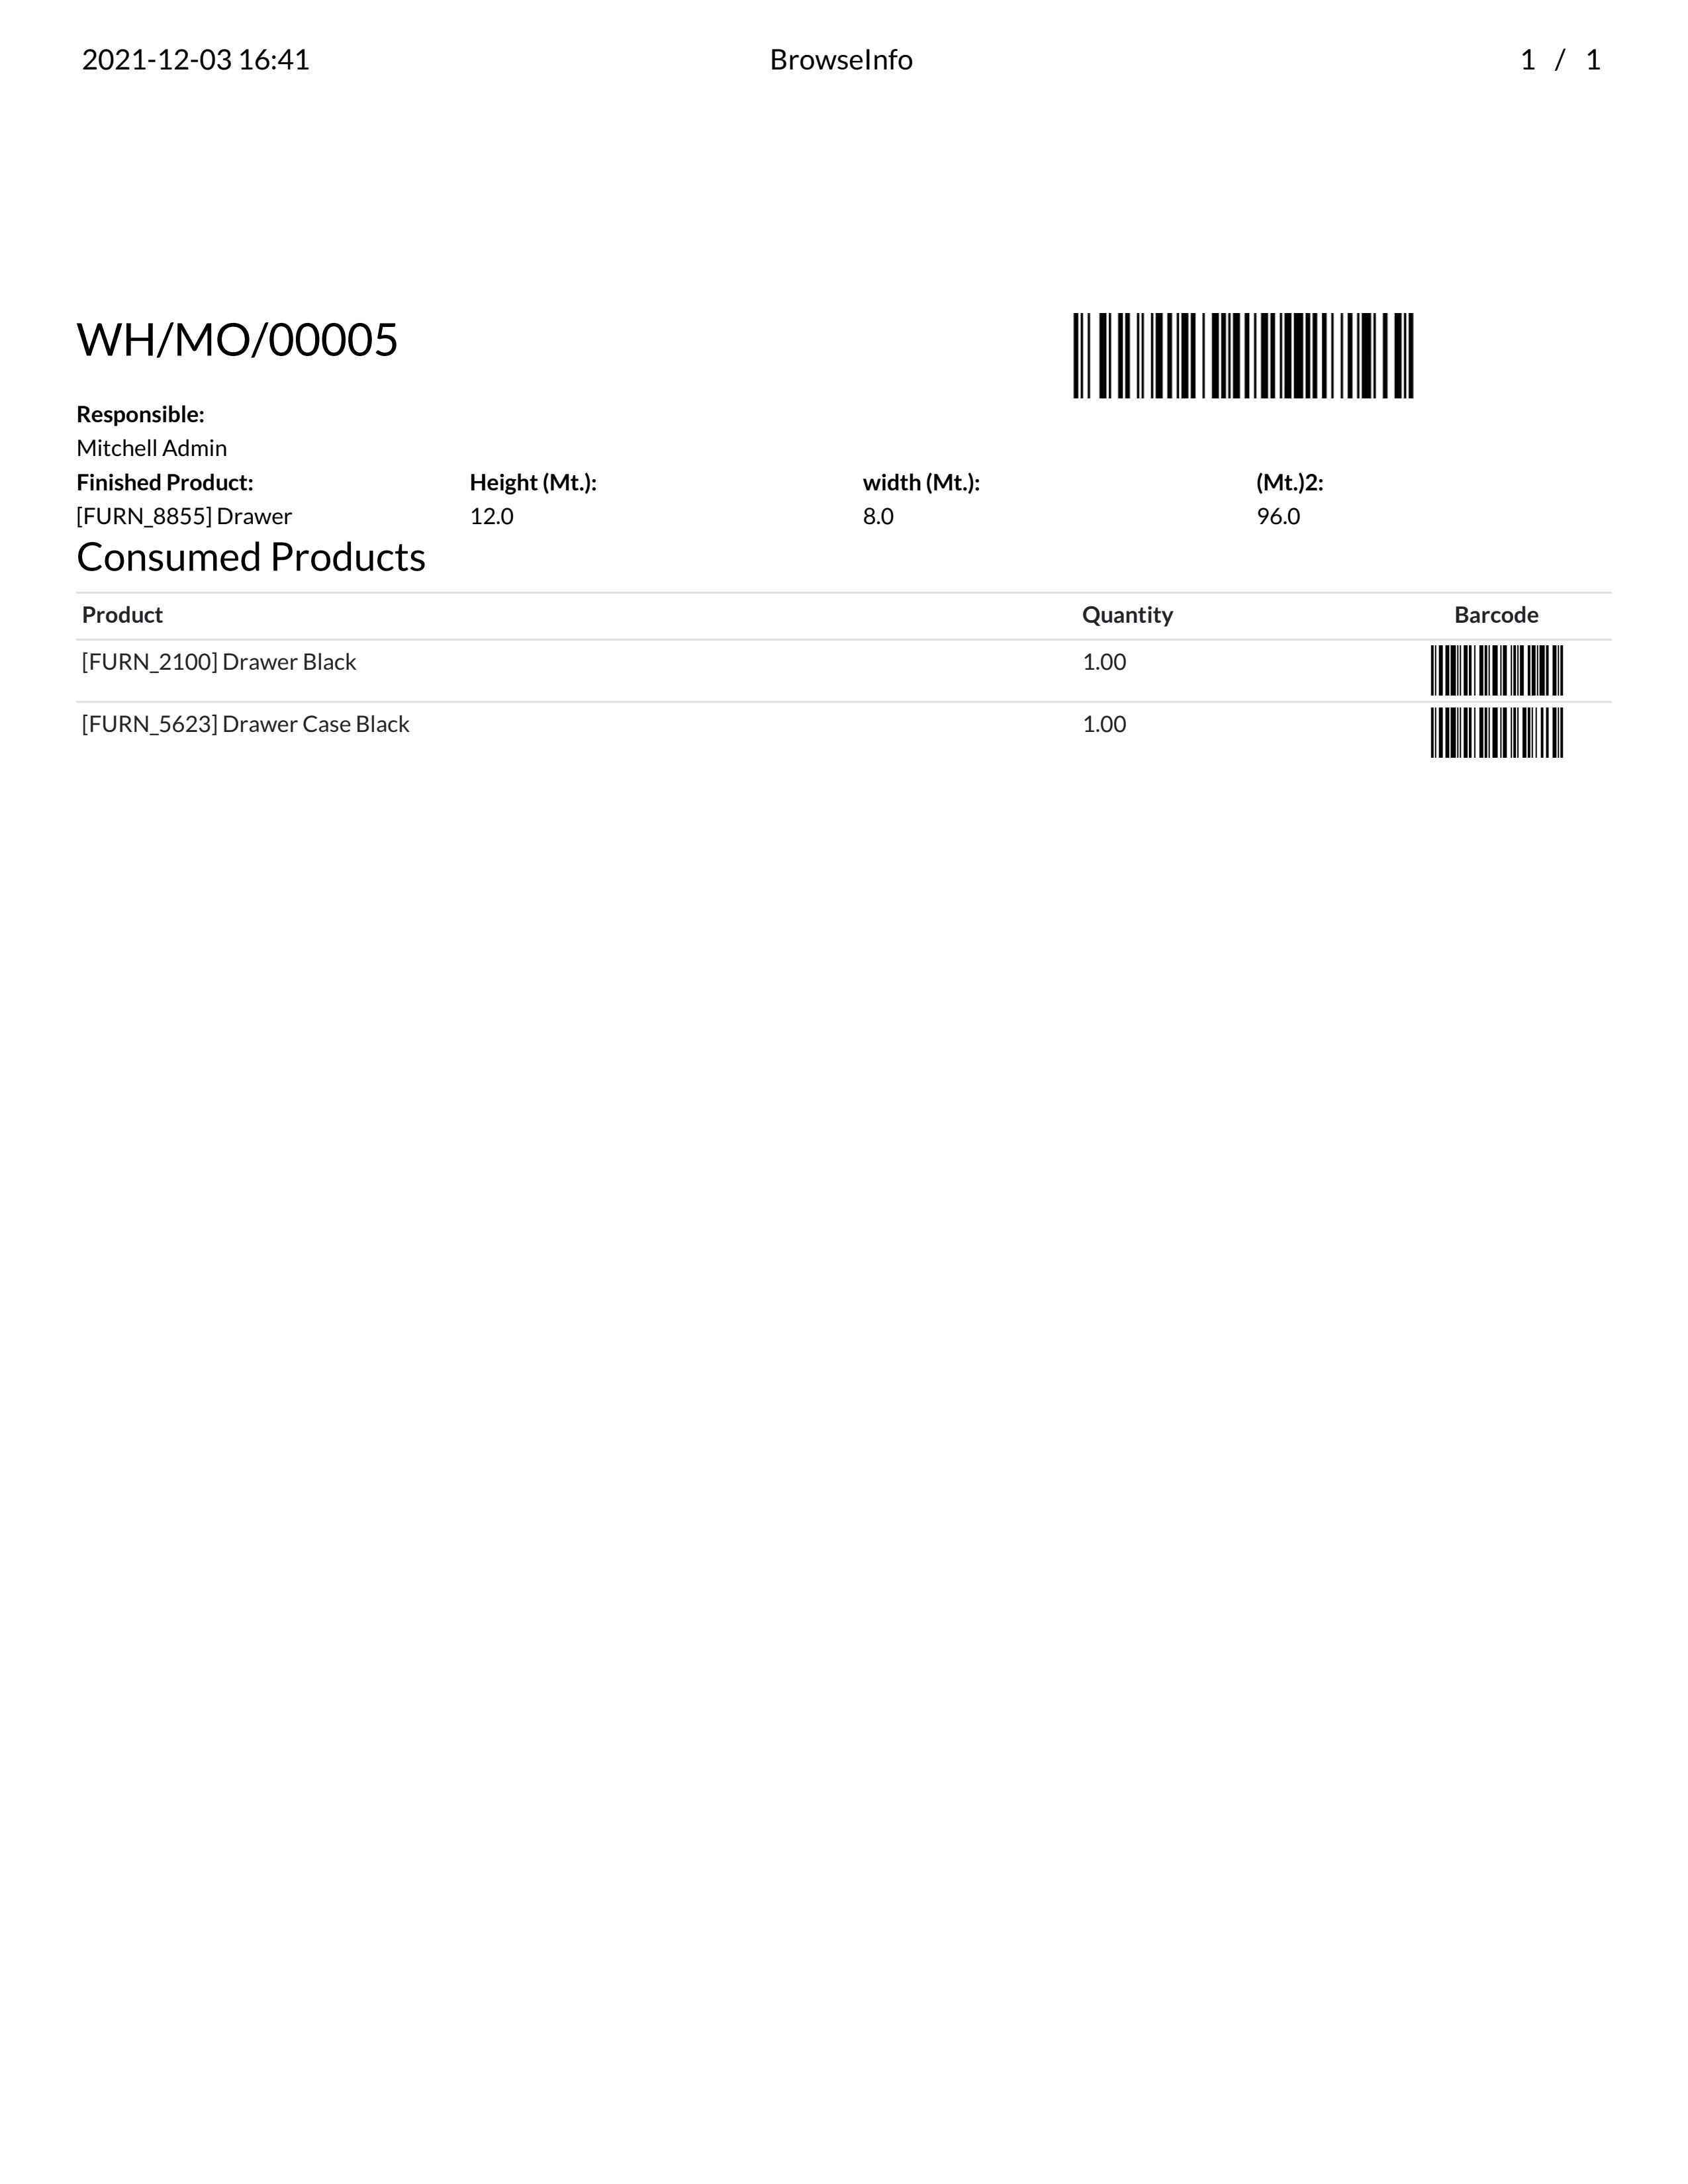 2021-12-03 16:41 BrowseInfo 1 / 1
WH/MO/00005
Responsible:
Mitchell Admin
Finished Product: Height (Mt.): width (Mt.): (Mt.)2:
[FURN_8855] Drawer 12.0 8.0 96.0
Consumed Products
Product Quantity Barcode
[FURN_2100] Drawer Black 1.00
[FURN_5623] Drawer Case Black 1.00